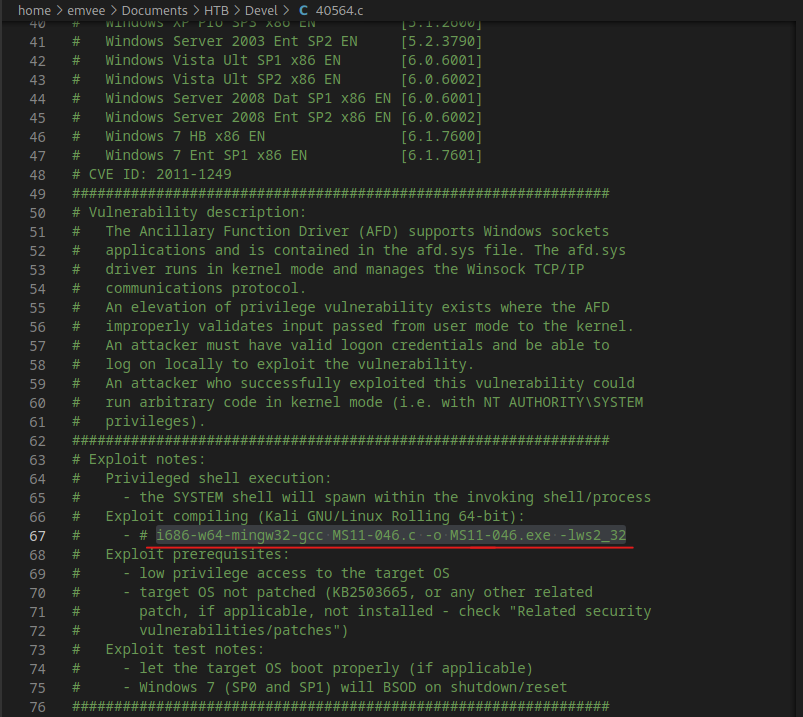 home > emvee > Documents > HTB > Devel > C 40564.c
40 # Windows XP Pro SP3 x86 EN [5.1.2600]
41 # Windows Server 2003 Ent SP2 EN [5.2.3790]
42 # Windows Vista Ult SP1 x86 EN [6.0.6001]
43 # Windows Vista Ult SP2 x86 EN [6.0.6002]
44 # Windows Server 2008 Dat SP1 x86 EN [6.0.6001]
45 # Windows Server 2008 Ent SP2 x86 EN [6.0.6002]
46 # Windows 7 HB x86 EN [6.1.7600]
47 # Windows 7 Ent SP1 x86 EN [6.1.7601]
48 # CVE ID: 2011-1249
49 ################################################################
50 # Vulnerability description:
51 # The Ancillary Function Driver (AFD) supports Windows sockets
52 # applications and is contained in the afd.sys file. The afd.sys
53 # driver runs in kernel mode and manages the Winsock TCP/IP
54 # communications protocol.
55 # An elevation of privilege vulnerability exists where the AFD
56 # improperly validates input passed from user mode to the kernel.
57 # An attacker must have valid logon credentials and be able to
58 # log on locally to exploit the vulnerability.
59 # An attacker who successfully exploited this vulnerability could
60 # run arbitrary code in kernel mode (i.e. with NT AUTHORITY\SYSTEM
61 # privileges).
62 ################################################################
63 # Exploit notes:
64 # Privileged shell execution:
65 # - the SYSTEM shell will spawn within the invoking shell/process
66 # Exploit compiling (Kali GNU/Linux Rolling 64-bit):
67 # - # i686-w64-mingw32-gcc MS11-046.c -o MS11-046.exe -lws2_32
68 # Exploit prerequisites:
69 # - low privilege access to the target OS
70 # - target OS not patched (KB2503665, or any other related
71 # patch, if applicable, not installed - check "Related security
72 # vulnerabilities/patches")
73 # Exploit test notes:
74 # - let the target OS boot properly (if applicable)
75 # - Windows 7 (SP0 and SP1) will BSOD on shutdown/reset
76 ################################################################